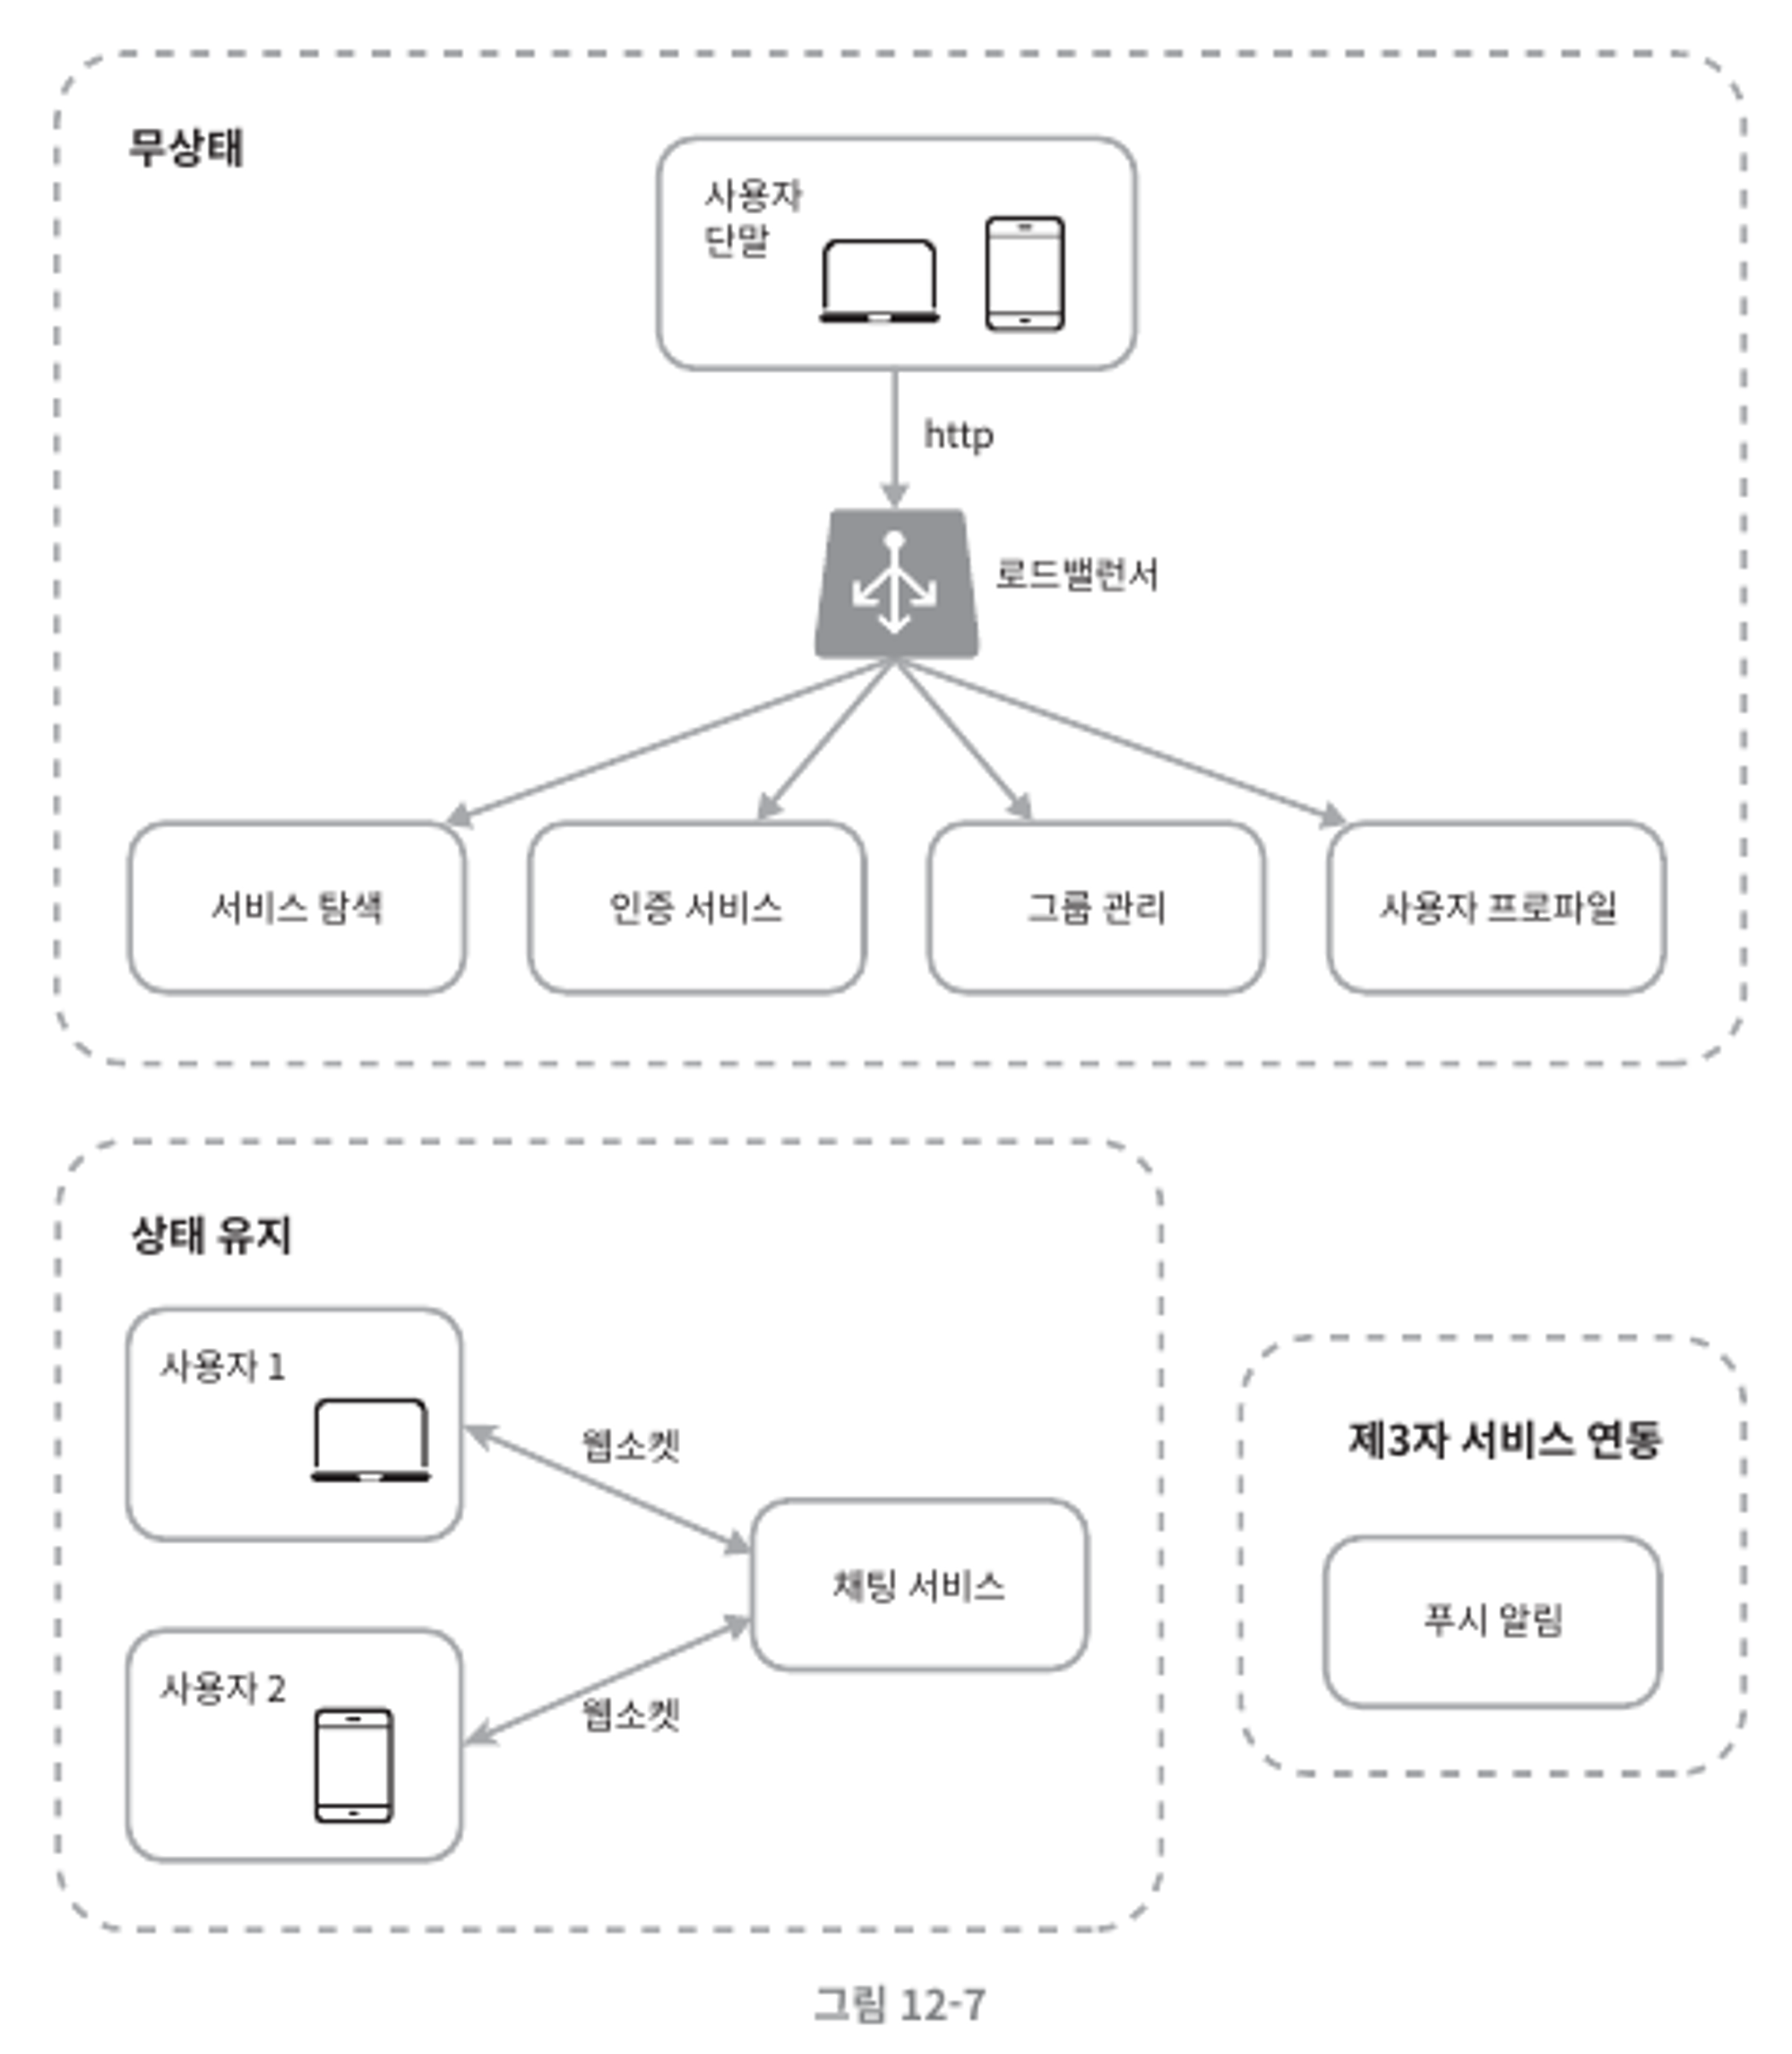 무상태
사용자
단말
http
로드밸런서
서비스 탐색
인증 서비스
그룹 관리
사용자 프로파일
상태 유지
사용자 1
웹소켓
채팅 서비스
사용자 2
웹소켓
제3자 서비스 연동
푸시 알림
그림 12-7